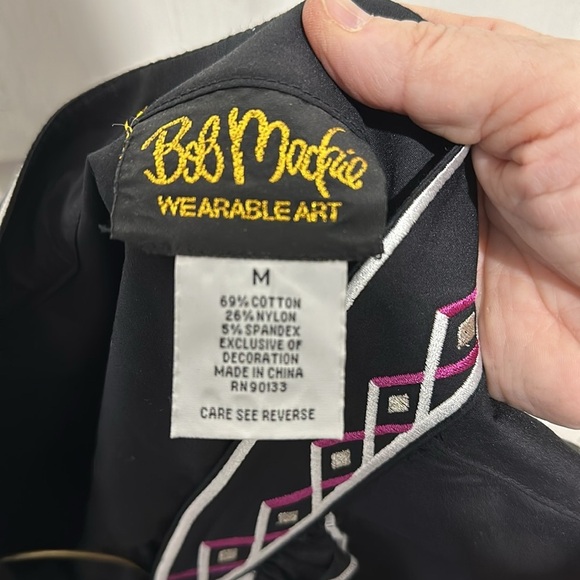 Bob Mackie
WEARABLE ART
M
69% COTTON
26% NYLON
5% SPANDEX
EXCLUSIVE OF
DECORATION
MADE IN CHINA
RN 90133
CARE SEE REVERSE